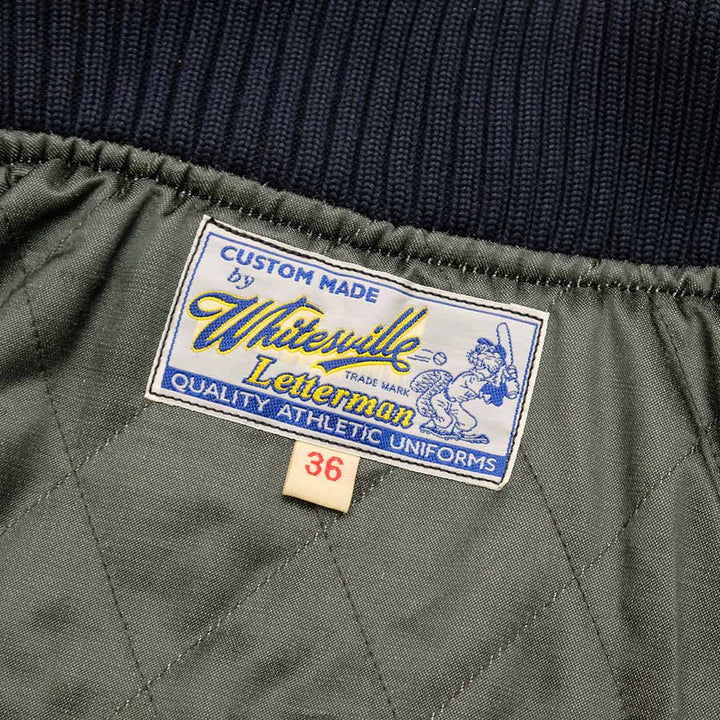 CUSTOM MADE
by
Whitesville
TRADE MARK
Letterman
QUALITY ATHLETIC UNIFORMS
36